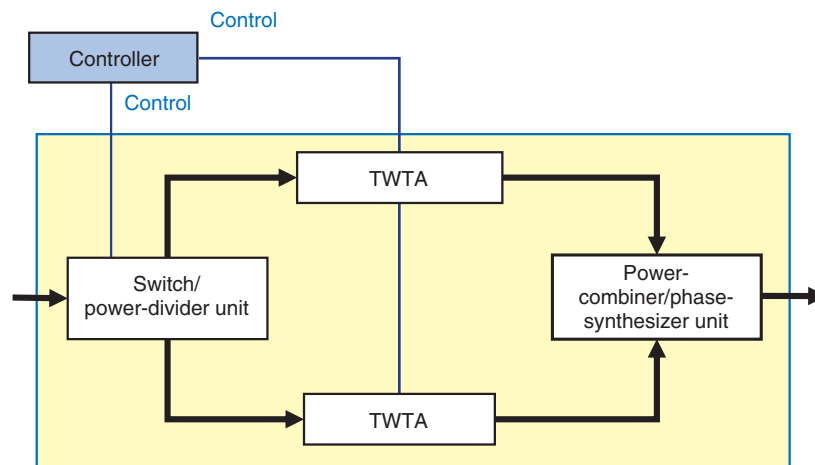 Control
Controller
Control
TWTA
Switch/
power-divider unit
Power-
combiner/phase-
synthesizer unit
TWTA